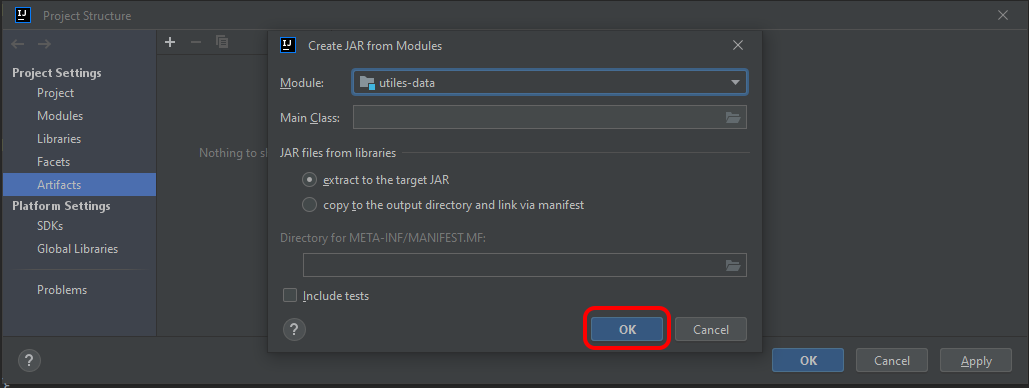 Project Structure
Project Settings
Project
Modules
Libraries
Facets
Artifacts
Platform Settings
SDKs
Global Libraries
Problems
Nothing to
Create JAR from Modules
Module: utiles-data
Main Class:
JAR files from libraries
extract to the target JAR
copy to the output directory and link via manifest
Directory for META-INF/MANIFEST.MF:
Include tests
? OK Cancel
? OK Cancel Apply